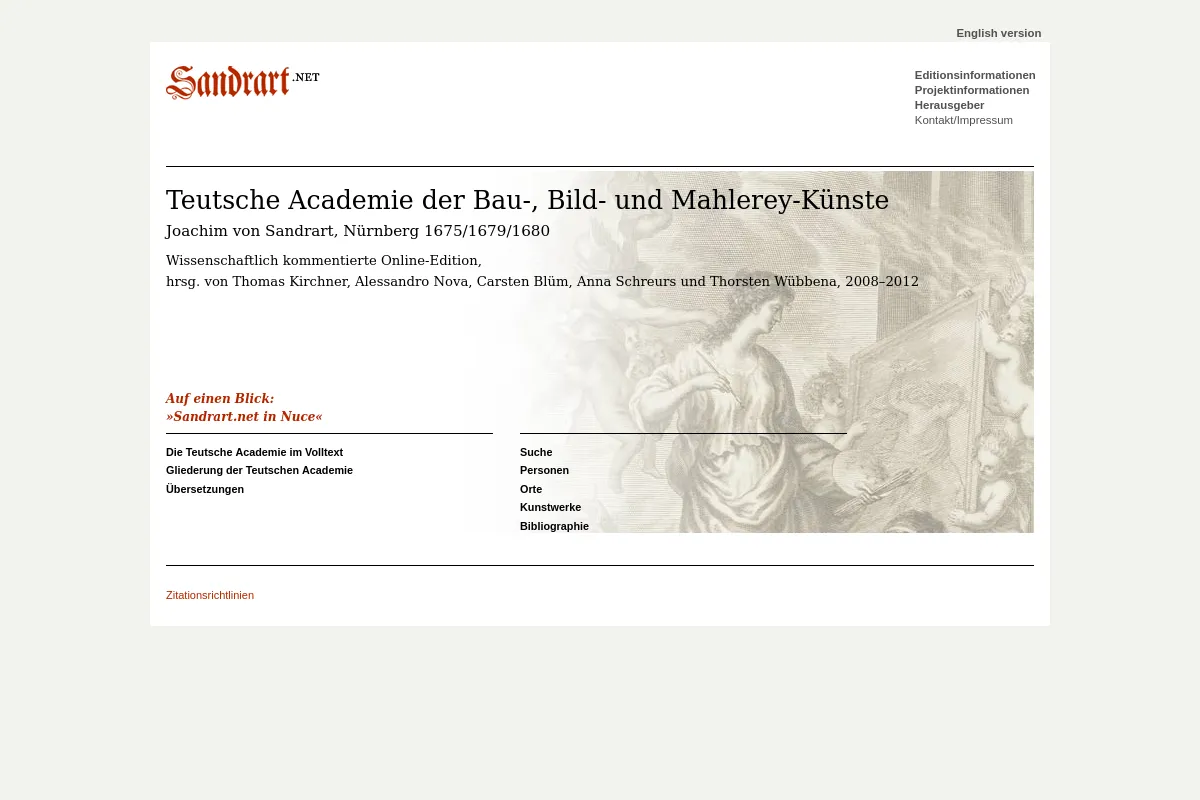 English version
Sandrart.NET
Editionsinformationen
Projektinformationen
Herausgeber
Kontakt/Impressum
Teutsche Academie der Bau-, Bild- und Mahlerey-Künste
Joachim von Sandrart, Nürnberg 1675/1679/1680
Wissenschaftlich kommentierte Online-Edition,
hrsg. von Thomas Kirchner, Alessandro Nova, Carsten Blüm, Anna Schreurs und Thorsten Wübbena, 2008–2012
Auf einen Blick:
»Sandrart.net in Nuce«
Die Teutsche Academie im Volltext
Gliederung der Teutschen Academie
Übersetzungen
Suche
Personen
Orte
Kunstwerke
Bibliographie
Zitationsrichtlinien